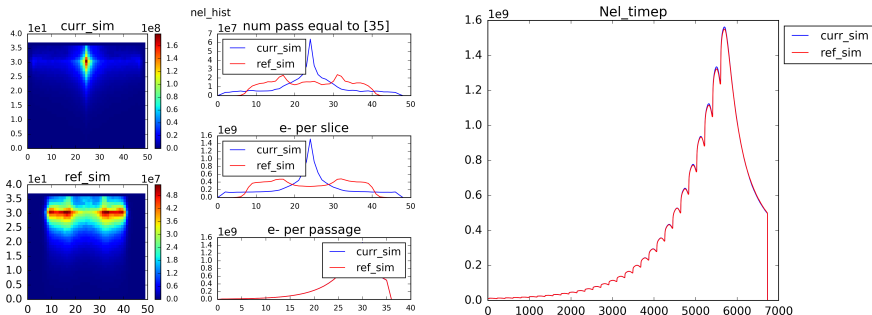 nel_hist
curr_sim
4.0 1e1
3.5
3.0
2.5
2.0
1.5
1.0
0.5
0.0
0 10 20 30 40 50
1e8
1.6
1.4
1.2
1.0
0.8
0.6
0.4
0.2
0.0
ref_sim
4.0 1e1
3.5
3.0
2.5
2.0
1.5
1.0
0.5
0.0
0 10 20 30 40 50
1e7
4.8
4.2
3.6
3.0
2.4
1.8
1.2
0.6
0.0
num pass equal to [35]
7 1e7
6
5
4
3
2
1
0
curr_sim
ref_sim
0 10 20 30 40 50
e- per slice
1.6 1e9
1.4
1.2
1.0
0.8
0.6
0.4
0.2
0.0
curr_sim
ref_sim
0 10 20 30 40 50
e- per passage
1.6 1e9
1.4
1.2
1.0
0.8
0.6
0.4
0.2
0.0
curr_sim
ref_sim
0 5 10 15 20 25 30 35 40
Nel_timep
1.6 1e9
1.4
1.2
1.0
0.8
0.6
0.4
0.2
0.0
0 1000 2000 3000 4000 5000 6000 7000
curr_sim
ref_sim